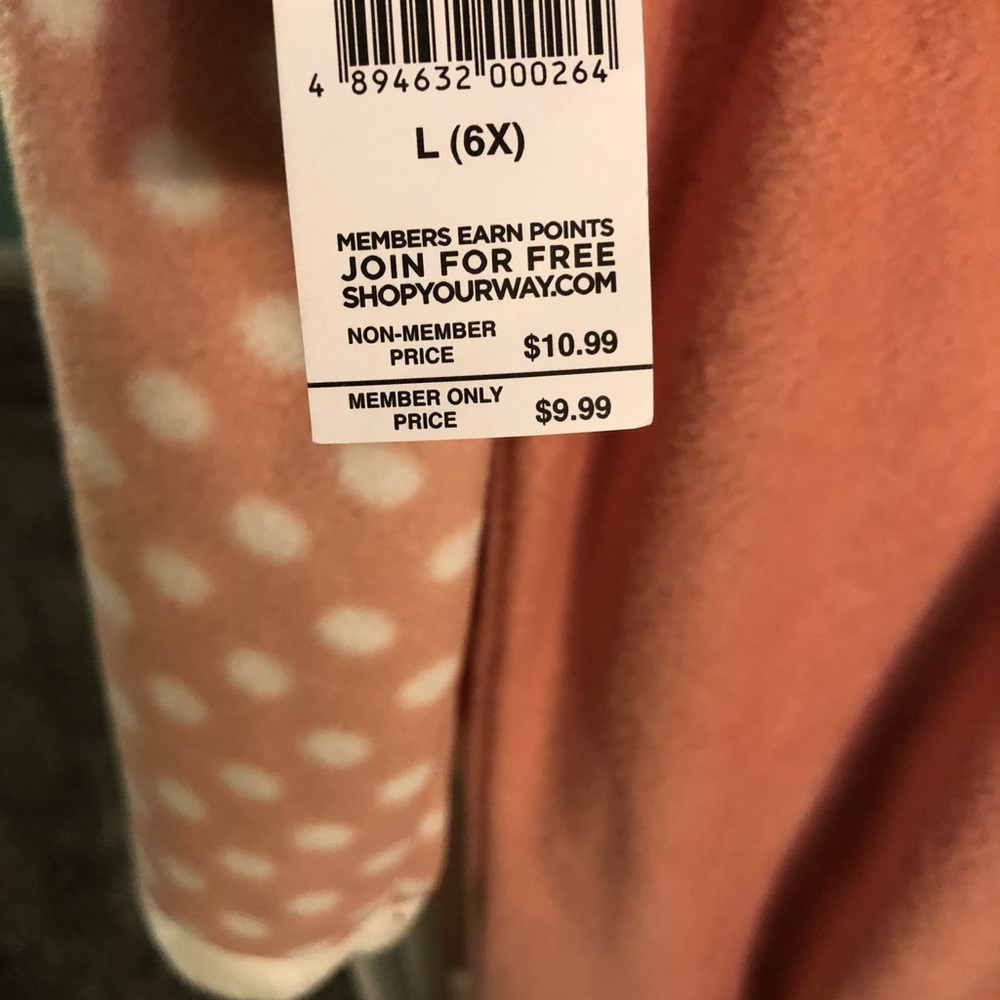 4 894632 000264
L (6X)
MEMBERS EARN POINTS
JOIN FOR FREE
SHOPYOURWAY.COM
NON-MEMBER PRICE $10.99
MEMBER ONLY PRICE $9.99